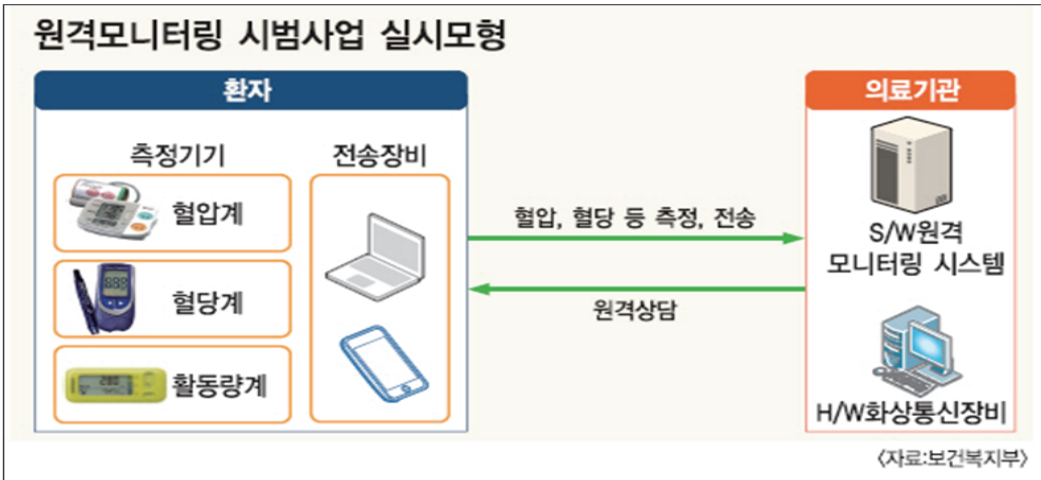 원격모니터링 시범사업 실시모형
환자
측정기기
전송장비
혈압계
혈당계
활동량계
혈압, 혈당 등 측정, 전송
원격상담
의료기관
S/W원격
모니터링 시스템
H/W화상통신장비
〈자료:보건복지부〉